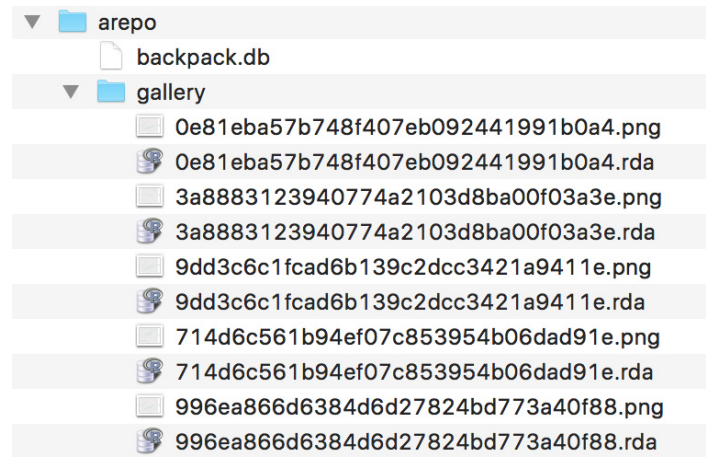 arepo
backpack.db
gallery
0e81eba57b748f407eb092441991b0a4.png
0e81eba57b748f407eb092441991b0a4.rda
3a8883123940774a2103d8ba00f03a3e.png
3a8883123940774a2103d8ba00f03a3e.rda
9dd3c6c1fcad6b139c2dcc3421a9411e.png
9dd3c6c1fcad6b139c2dcc3421a9411e.rda
714d6c561b94ef07c853954b06dad91e.png
714d6c561b94ef07c853954b06dad91e.rda
996ea866d6384d6d27824bd773a40f88.png
996ea866d6384d6d27824bd773a40f88.rda